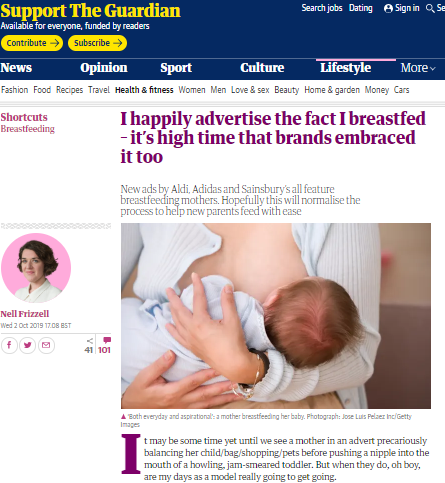 Support The Guardian
Available for everyone, funded by readers
Contribute
Subscribe
Search jobs
Dating
Sign in
News
Opinion
Sport
Culture
Lifestyle
More
Fashion Food Recipes Travel Health & fitness Women Men Love & sex Beauty Home & garden Money Cars
Shortcuts
Breastfeeding
I happily advertise the fact I breastfed
– it's high time that brands embraced
it too
New ads by Aldi, Adidas and Sainsbury's all feature
breastfeeding mothers. Hopefully this will normalise the
process to help new parents feed with ease
Nell Frizzell
Wed 2 Oct 2019 17.08 BST
41
101
'Both everyday and aspirational': a mother breastfeeding her baby. Photograph: Jose Luis Pelaez Inc/Getty
Images
It may be some time yet until we see a mother in an advert precariously
balancing her child/bag/shopping/pets before pushing a nipple into the
mouth of a howling, jam-smeared toddler. But when they do, oh boy,
are my days as a model really going to get going.